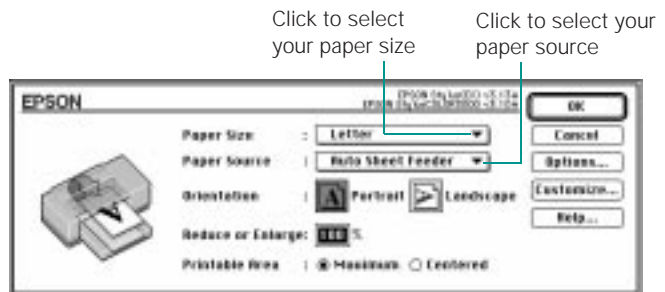 Click to select
your paper size
Click to select your
paper source
EPSON
OK
Paper Size : Letter
Cancel
Paper Source : Auto Sheet Feeder
Options...
Orientation : Portrait Landscape
Customize...
Help...
Reduce or Enlarge: 100 %
Printable Area : Maximum Centered